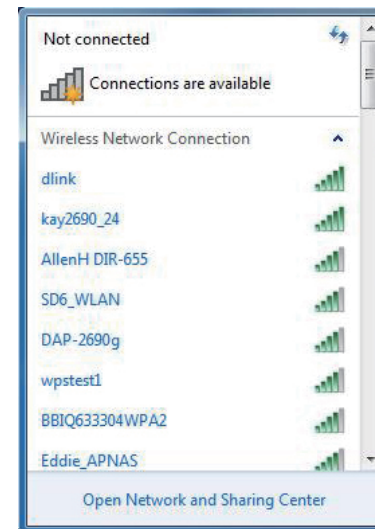 Not connected
Connections are available
Wireless Network Connection
dlink
kay2690_24
AllenH DIR-655
SD6_WLAN
DAP-2690g
wpstest1
BBIQ633304WPA2
Eddie_APNAS
Open Network and Sharing Center